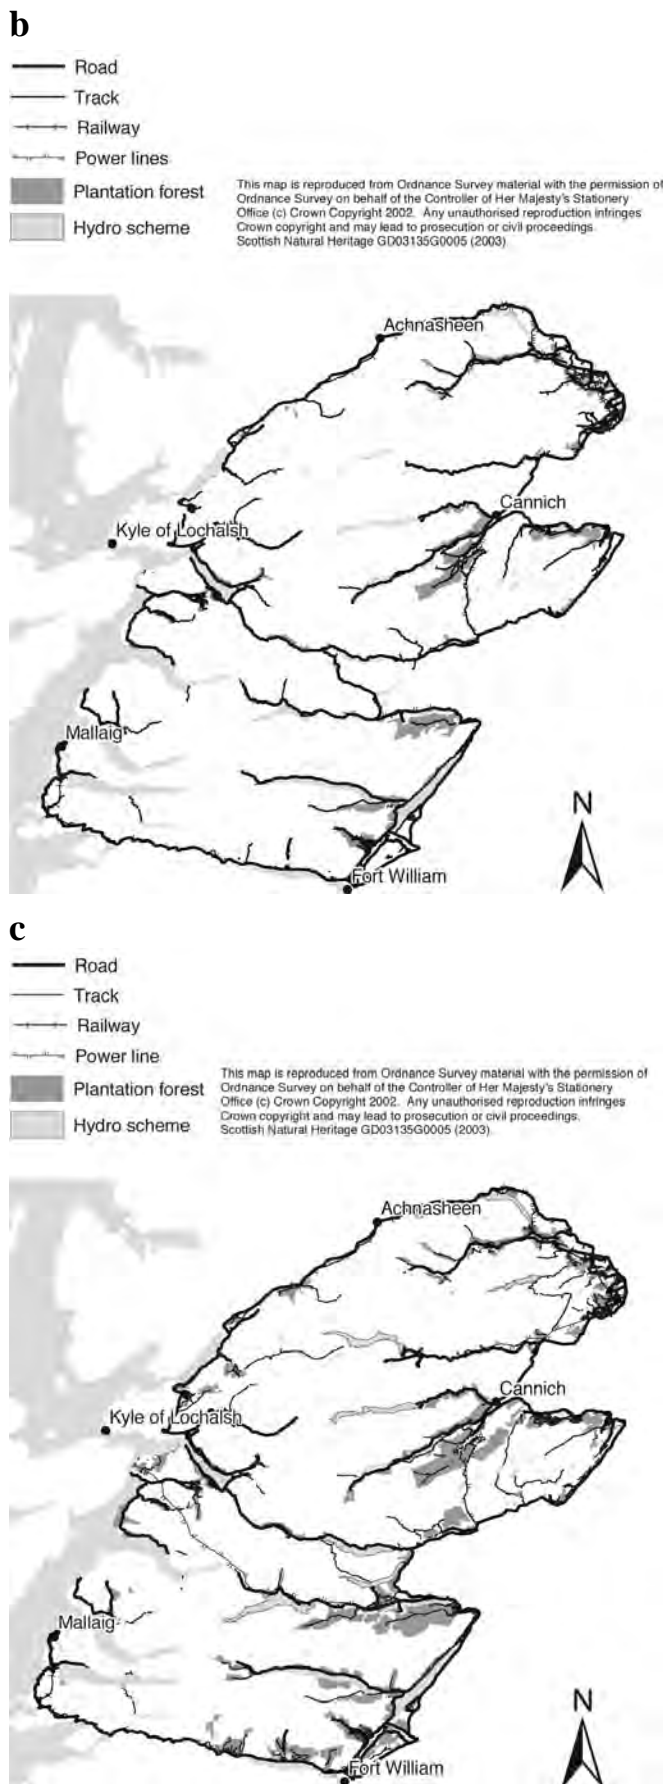 b
Road
Track
Railway
Power lines
Plantation forest
Hydro scheme
This map is reproduced from Ordnance Survey material with the permission of
Ordnance Survey on behalf of the Controller of Her Majesty's Stationery
Office (c) Crown Copyright 2002. Any unauthorised reproduction infringes
Crown copyright and may lead to prosecution or civil proceedings.
Scottish Natural Heritage GD03135G0005 (2003)
Achnasheen
Cannich
Kyle of Lochalsh
Mallaig
N
Fort William
c
Road
Track
Railway
Power line
Plantation forest
Hydro scheme
This map is reproduced from Ordnance Survey material with the permission of
Ordnance Survey on behalf of the Controller of Her Majesty's Stationery
Office (c) Crown Copyright 2002. Any unauthorised reproduction infringes
Crown copyright and may lead to prosecution or civil proceedings.
Scottish Natural Heritage GD03135G0005 (2003)
Achnasheen
Cannich
Kyle of Lochalsh
Mallaig
N
Fort William